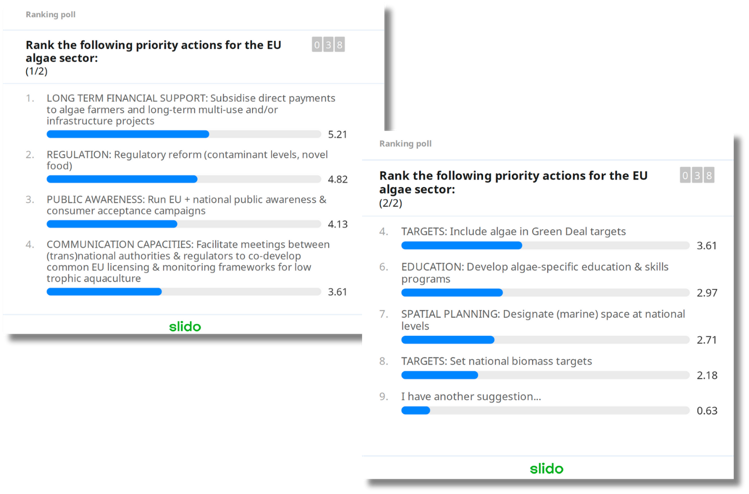 Ranking poll
Rank the following priority actions for the EU
algae sector:
(1/2)
0 3 8
1. LONG TERM FINANCIAL SUPPORT: Subsidise direct payments
to algae farmers and long-term multi-use and/or
infrastructure projects
5.21
2. REGULATION: Regulatory reform (contaminant levels, novel
food)
4.82
3. PUBLIC AWARENESS: Run EU + national public awareness &
consumer acceptance campaigns
4.13
4. COMMUNICATION CAPACITIES: Facilitate meetings between
(trans)national authorities & regulators to co-develop
common EU licensing & monitoring frameworks for low
trophic aquaculture
3.61
slido
Ranking poll
Rank the following priority actions for the EU
algae sector:
(2/2)
0 3 8
4. TARGETS: Include algae in Green Deal targets
3.61
6. EDUCATION: Develop algae-specific education & skills
programs
2.97
7. SPATIAL PLANNING: Designate (marine) space at national
levels
2.71
8. TARGETS: Set national biomass targets
2.18
9. I have another suggestion...
0.63
slido